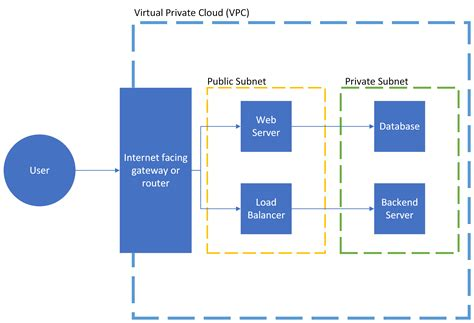 Virtual Private Cloud (VPC)
Public Subnet
Private Subnet
Web
Server
Database
User
Internet facing
gateway or
router
Load
Balancer
Backend
Server